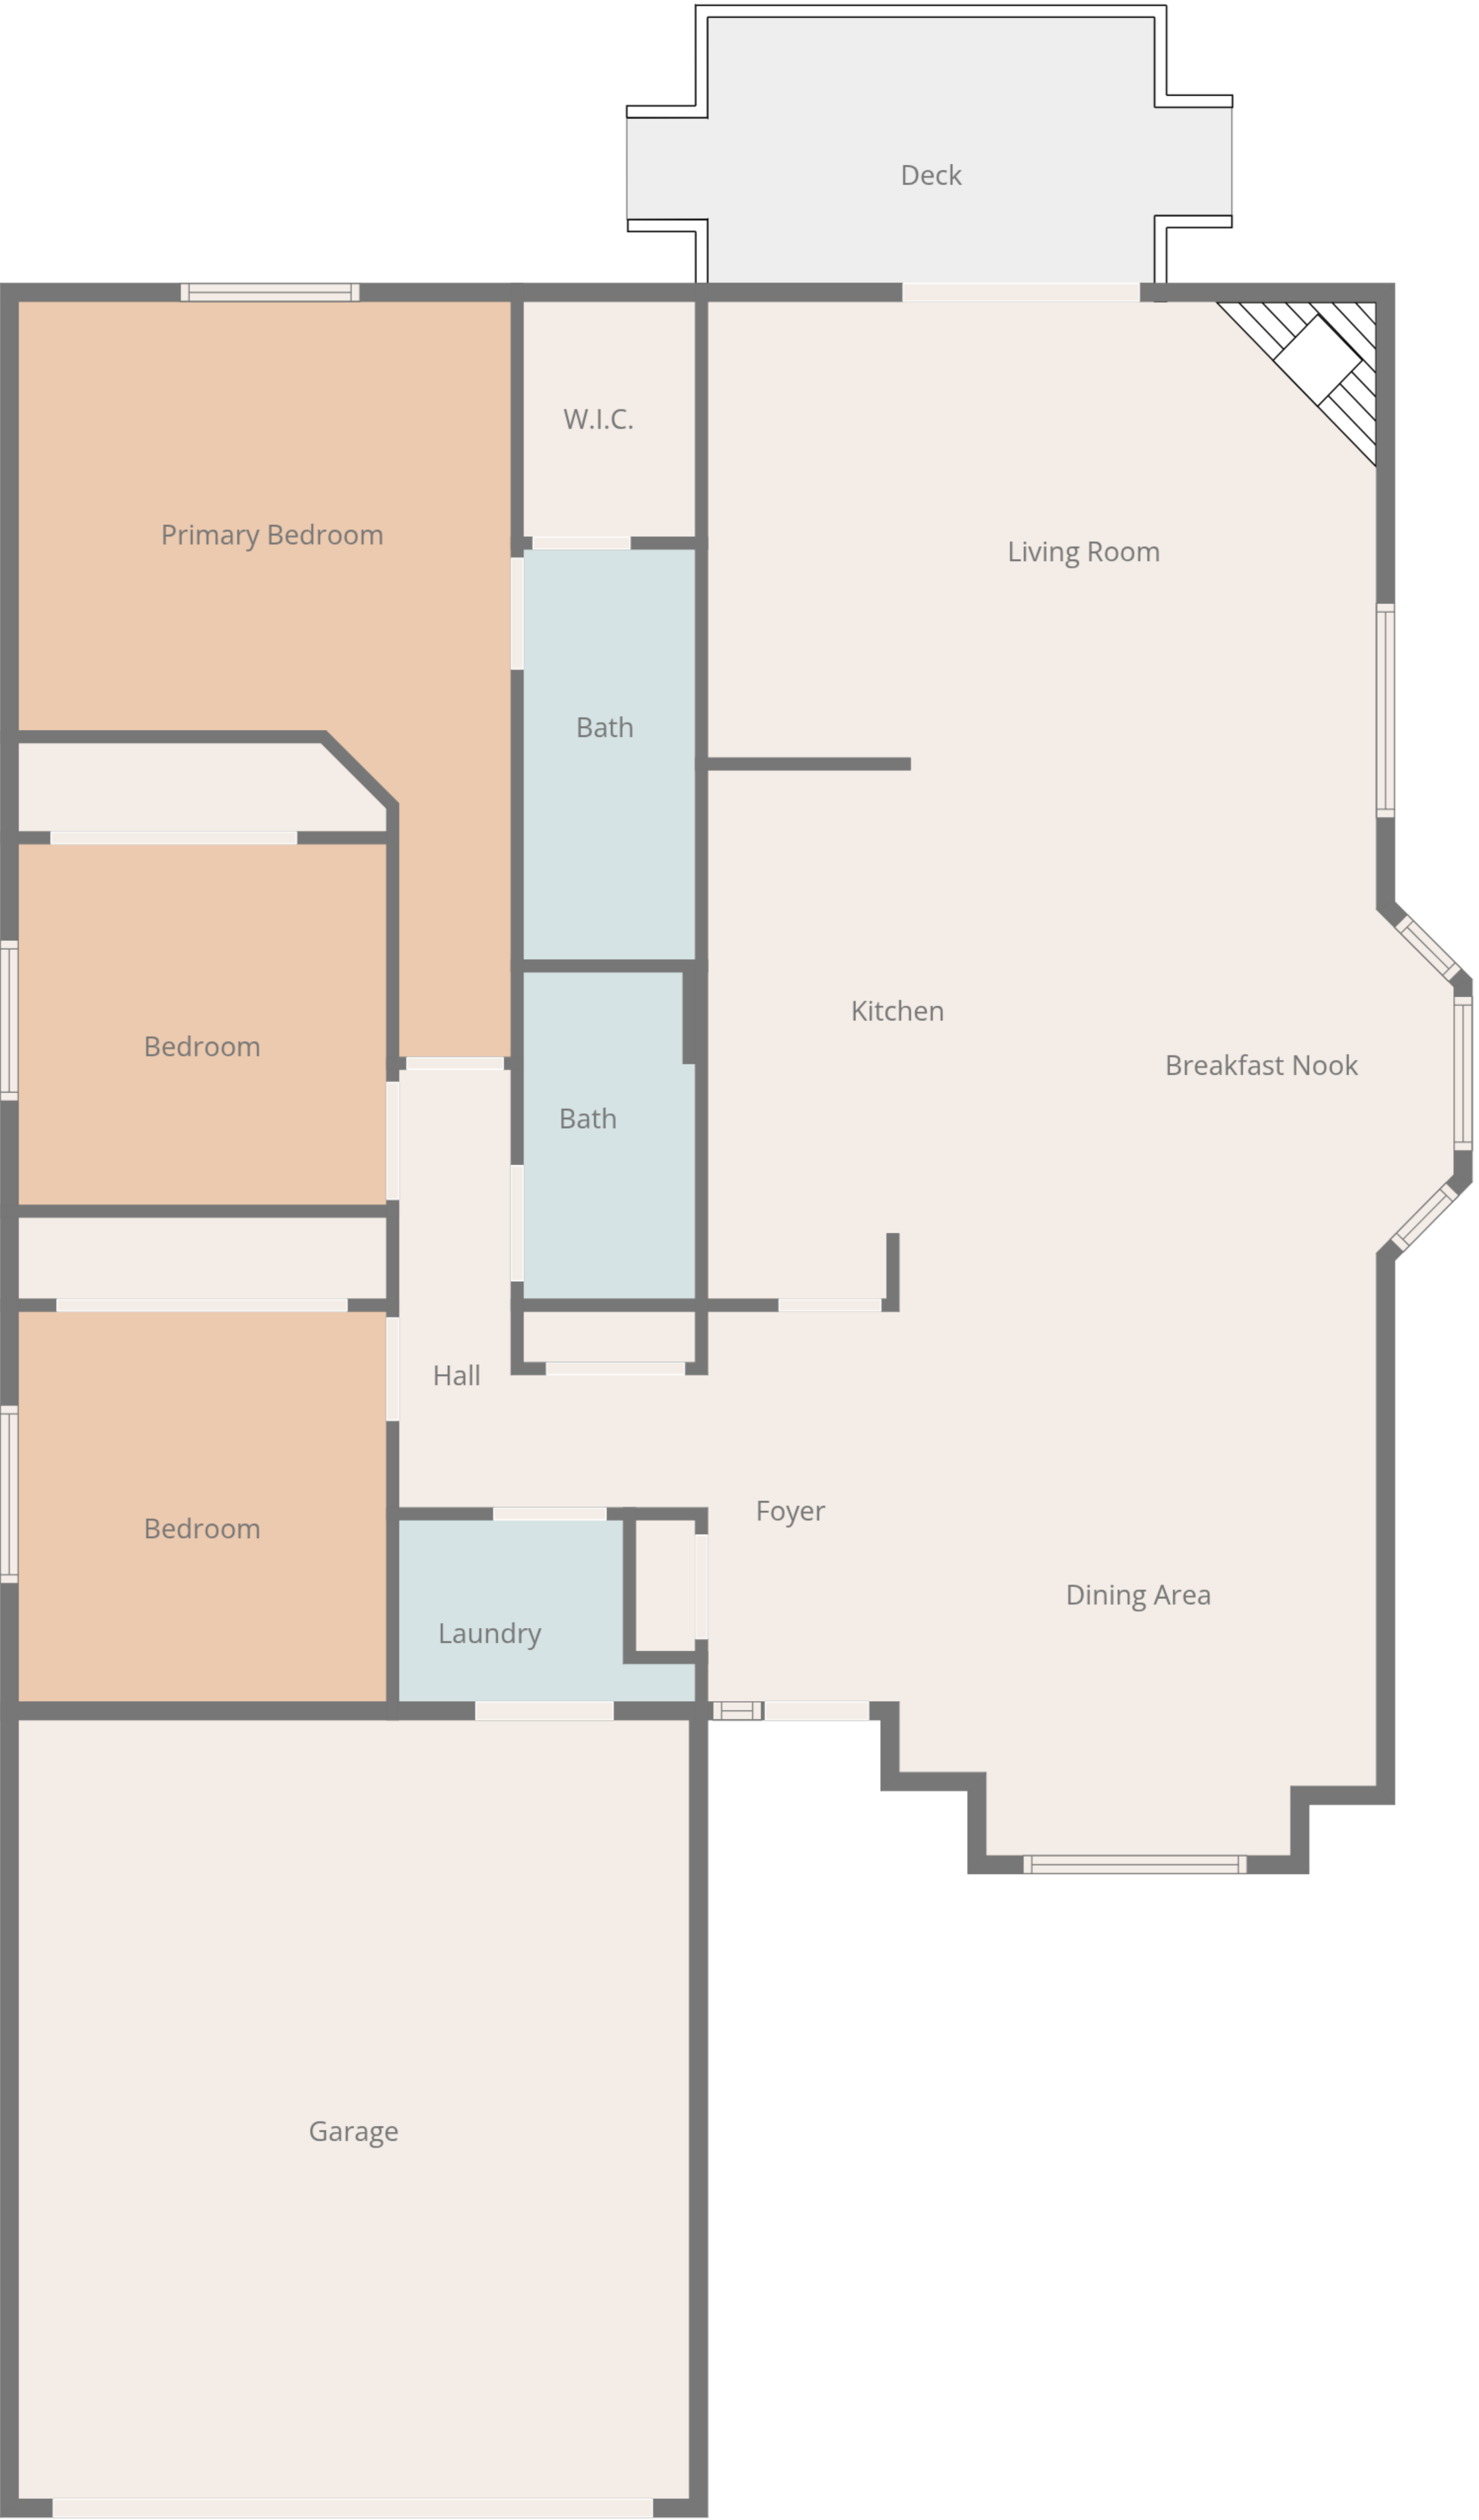 Deck
W.I.C.
Primary Bedroom
Living Room
Bath
Kitchen
Bedroom
Breakfast Nook
Bath
Hall
Foyer
Bedroom
Dining Area
Laundry
Garage